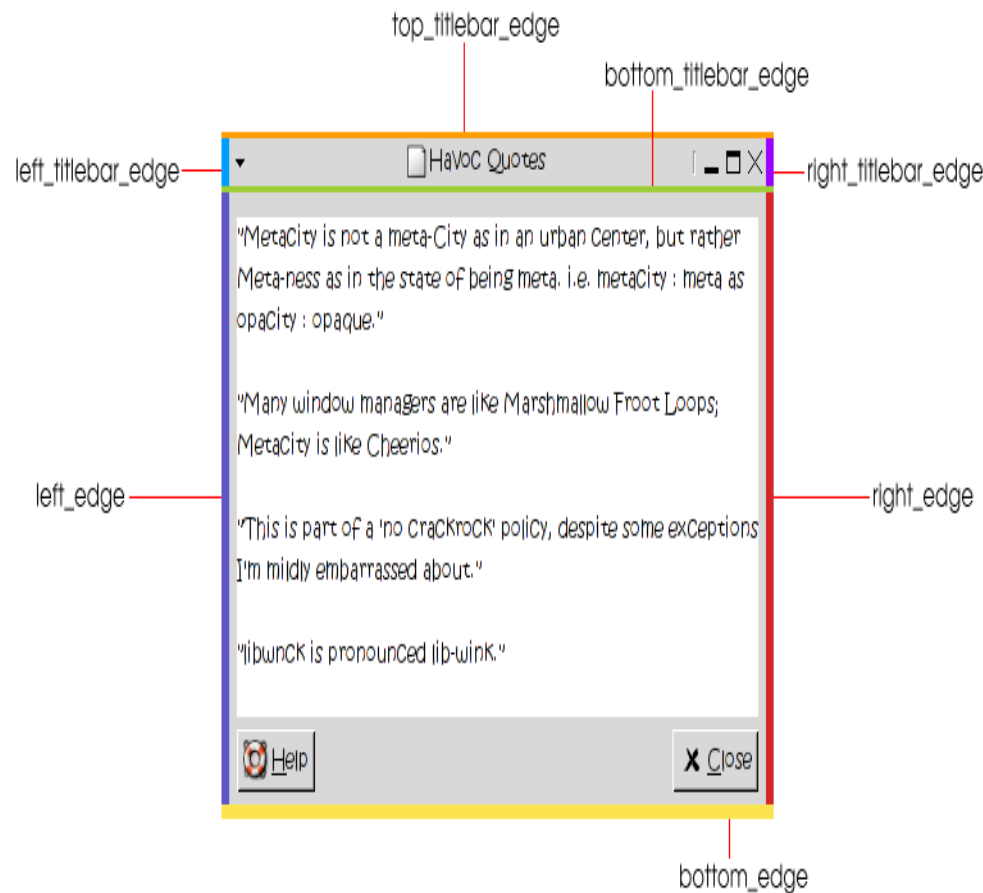 top_titlebar_edge
bottom_titlebar_edge
left_titlebar_edge
Havoc Quotes
right_titlebar_edge
"Metacity is not a meta-City as in an urban center, but rather
Meta-ness as in the state of being meta. i.e. metacity : meta as
opacity : opaque."
"Many window managers are like Marshmallow Froot Loops;
Metacity is like Cheerios."
left_edge
right_edge
"This is part of a 'no crackrock' policy, despite some exceptions
I'm mildly embarrassed about."
"libwnck is pronounced lib-wink."
Help
Close
bottom_edge